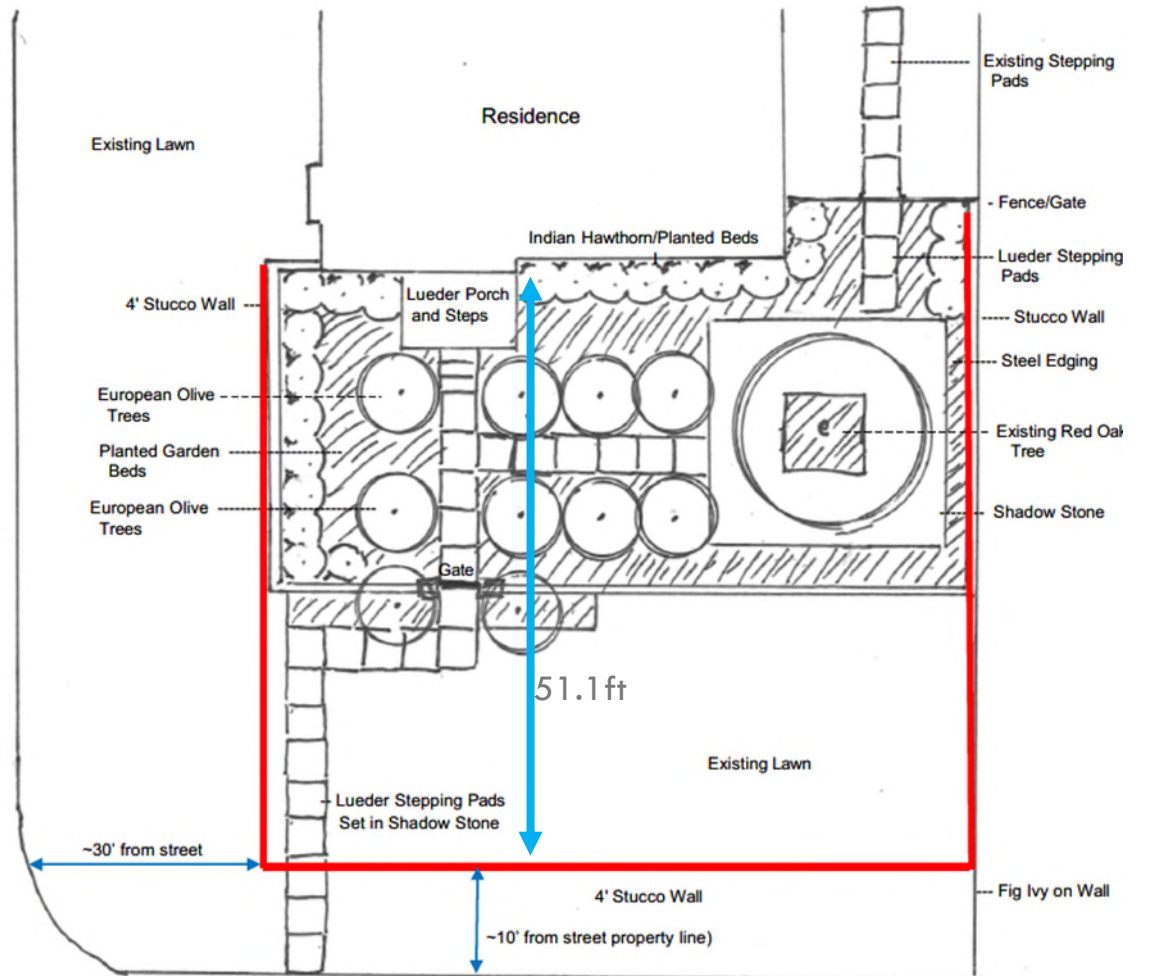 Existing Stepping
Pads
Residence
Existing Lawn
- Fence/Gate
Indian Hawthorn/Planted Beds
Lueder Stepping
Pads
4' Stucco Wall
Lueder Porch
and Steps
Stucco Wall
Steel Edging
European Olive
Trees
Existing Red Oak
Tree
Planted Garden
Beds
European Olive
Trees
Shadow Stone
Gate
51.1ft
Existing Lawn
Lueder Stepping Pads
Set in Shadow Stone
~30' from street
4' Stucco Wall
Fig Ivy on Wall
~10' from street property line)